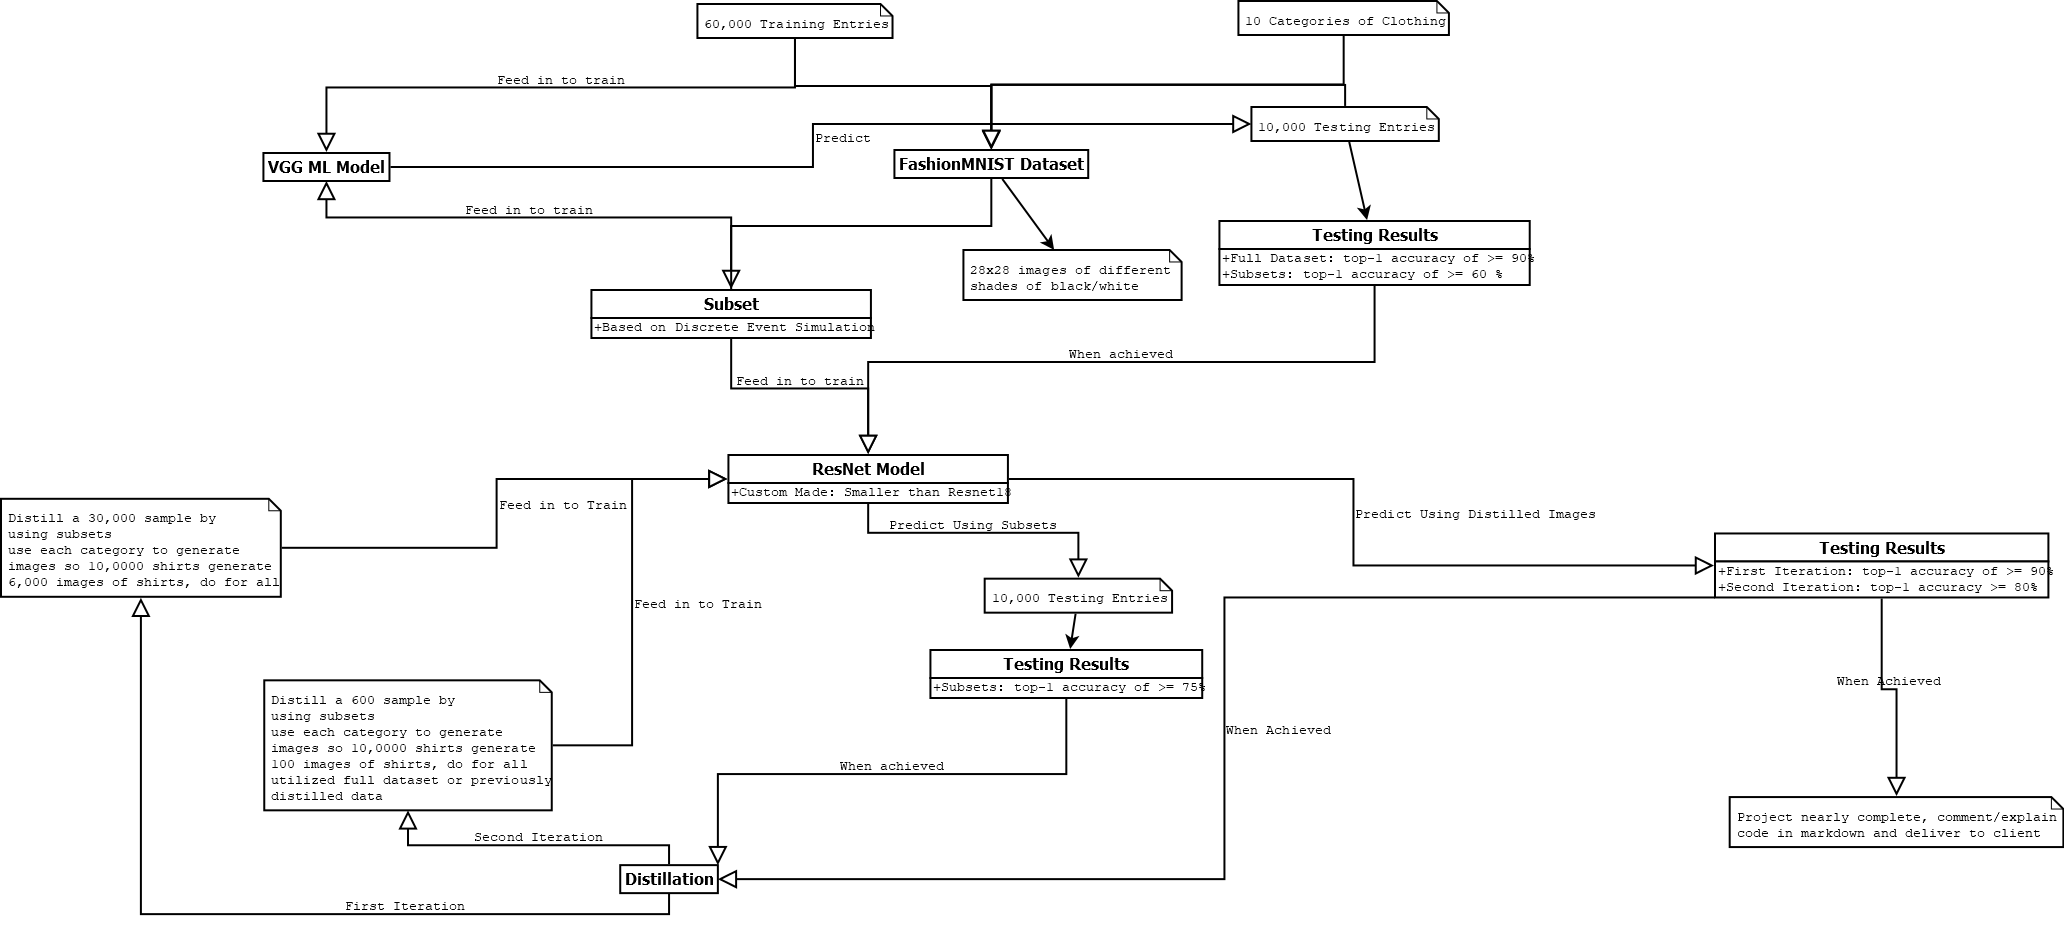 60,000 Training Entries
10 Categories of Clothing
Feed in to train
10,000 Testing Entries
Predict
VGG ML Model
FashionMNIST Dataset
Feed in to train
Testing Results
+Full Dataset: top-1 accuracy of >= 90%
+Subsets: top-1 accuracy of >= 60 %
28x28 images of different
shades of black/white
Subset
+Based on Discrete Event Simulation
When achieved
Feed in to train
ResNet Model
+Custom Made: Smaller than Resnet18
Feed in to Train
Predict Using Distilled Images
Distill a 30,000 sample by
using subsets
use each category to generate
images so 10,0000 shirts generate
6,000 images of shirts, do for all
Predict Using Subsets
Testing Results
+First Iteration: top-1 accuracy of >= 90%
+Second Iteration: top-1 accuracy >= 80%
10,000 Testing Entries
Feed in to Train
Testing Results
+Subsets: top-1 accuracy of >= 75%
When Achieved
Distill a 600 sample by
using subsets
use each category to generate
images so 10,0000 shirts generate
100 images of shirts, do for all
utilized full dataset or previously
distilled data
When Achieved
When achieved
Project nearly complete, comment/explain
code in markdown and deliver to client
Second Iteration
Distillation
First Iteration